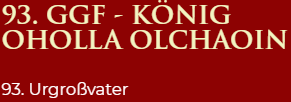 93. GGF - KÖNIG
OHOLLA OLCHAOIN
93. Urgroßvater